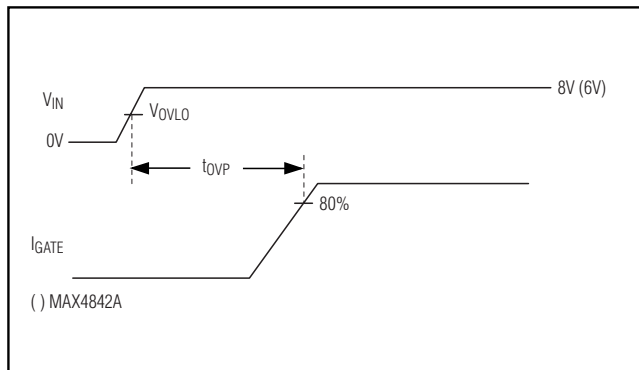 8V (6V)
VIN
VOVLO
0V
tOVP
80%
IGATE
( ) MAX4842A